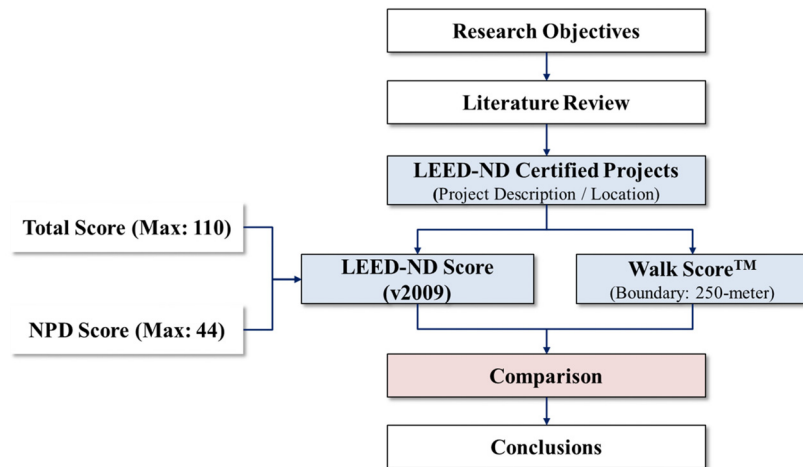 Research Objectives
Literature Review
LEED-ND Certified Projects
(Project Description / Location)
Total Score (Max: 110)
NPD Score (Max: 44)
LEED-ND Score
(v2009)
Walk Score™
(Boundary: 250-meter)
Comparison
Conclusions